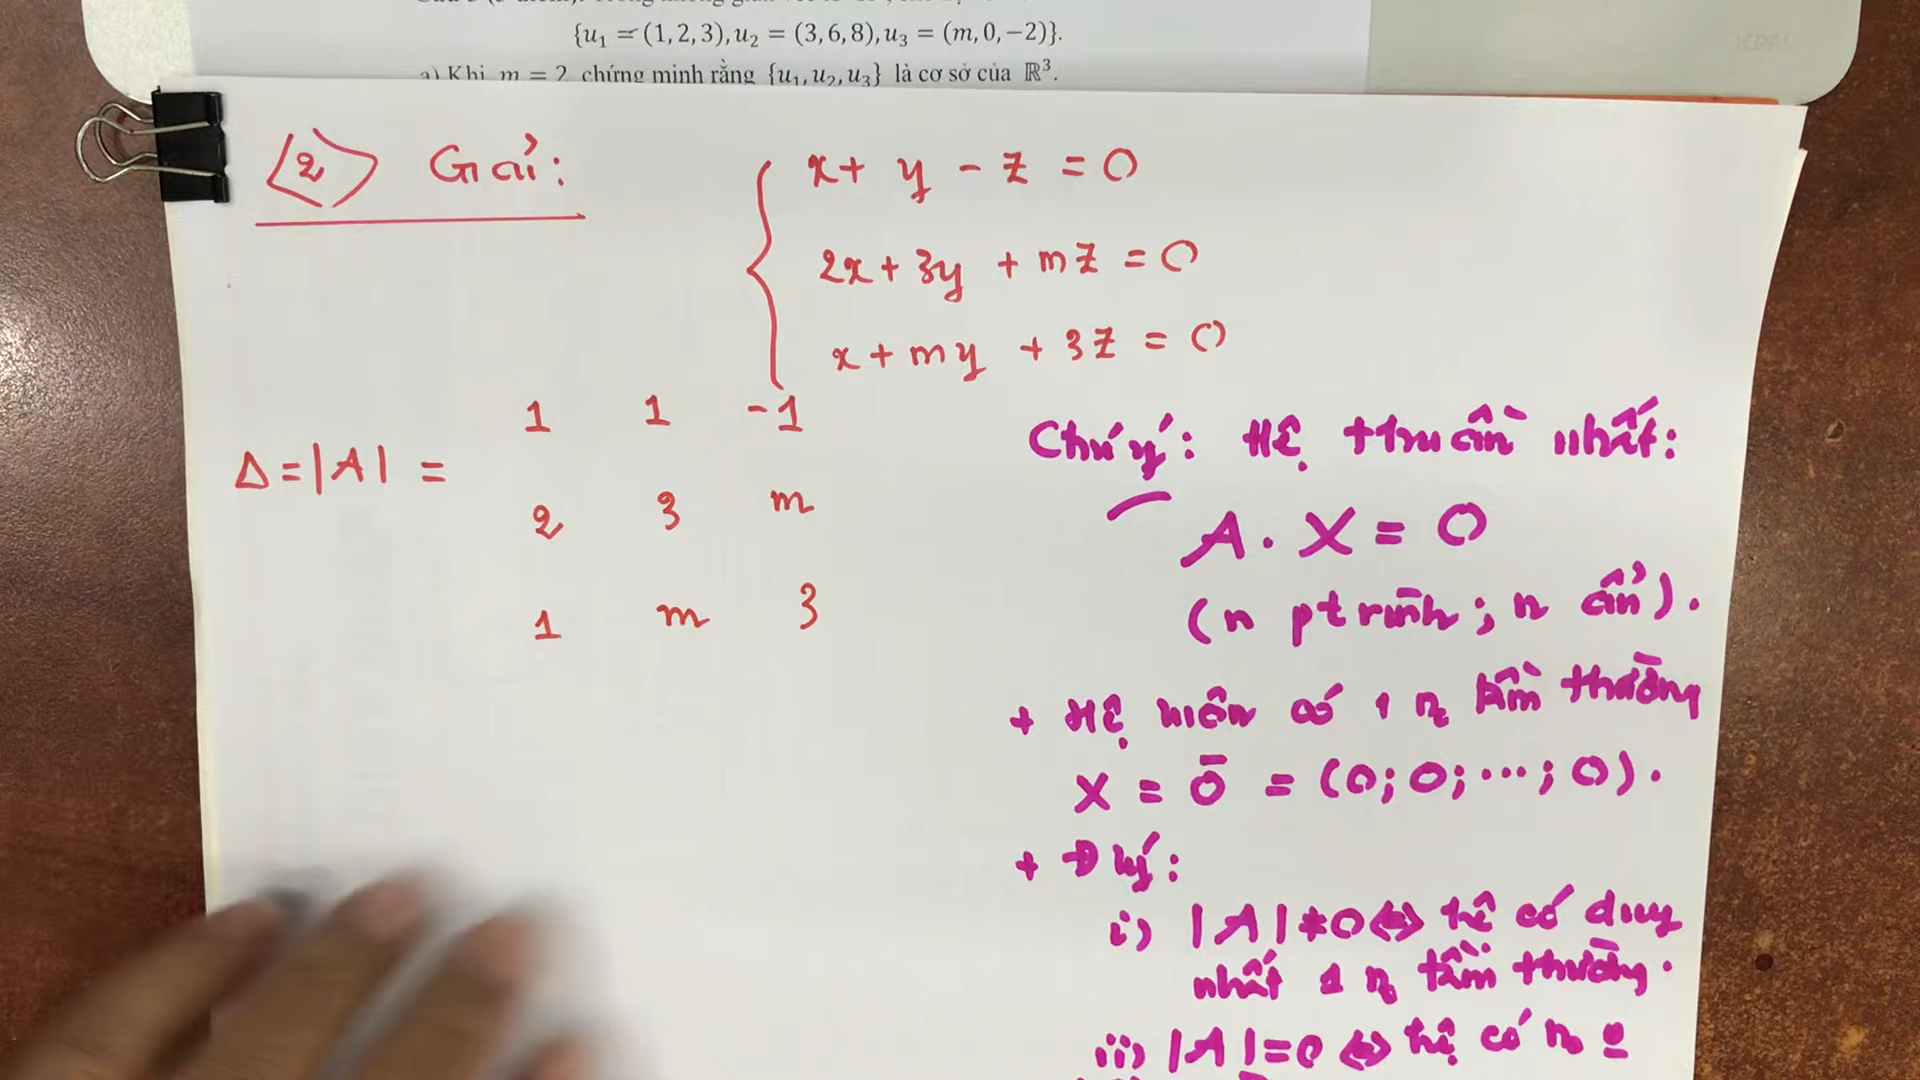 {u₁ = (1, 2, 3), u₂ = (3, 6, 8), u₃ = (m, 0, −2)}.
a) Khi m = 2 chứng minh rằng {u₁, u₂, u₃} là cơ sở của ℝ³.
2 Giải:
x + y - z = 0
2x + 3y + mz = 0
x + my + 3z = 0
Δ = |A| =
1 1 -1
2 3 m
1 m 3
Chú ý: Hệ thuần nhất:
A . X = 0
(n ptrình; n ẩn).
+ Hệ luôn có 1 n₀ tầm thường
X = Ō = (0; 0; ...; 0).
+ Đlý:
i) |A| ≠ 0 ⇔ hệ có duy
nhất 1 n₀ tầm thường.
ii) |A| = 0 ⇔ hệ có n₀